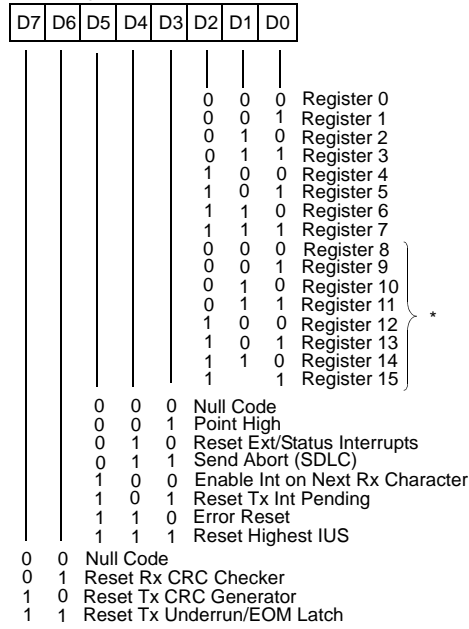 D7 D6 D5 D4 D3 D2 D1 D0
0 0 0 Register 0
0 0 1 Register 1
0 1 0 Register 2
0 1 1 Register 3
1 0 0 Register 4
1 0 1 Register 5
1 1 0 Register 6
1 1 1 Register 7
0 0 0 Register 8
0 0 1 Register 9
0 1 0 Register 10
0 1 1 Register 11
1 0 0 Register 12
1 0 1 Register 13
1 1 0 Register 14
1 1 Register 15
*
0 0 0 Null Code
0 0 1 Point High
0 1 0 Reset Ext/Status Interrupts
0 1 1 Send Abort (SDLC)
1 0 0 Enable Int on Next Rx Character
1 0 1 Reset Tx Int Pending
1 1 0 Error Reset
1 1 1 Reset Highest IUS
0 0 Null Code
0 1 Reset Rx CRC Checker
1 0 Reset Tx CRC Generator
1 1 Reset Tx Underrun/EOM Latch